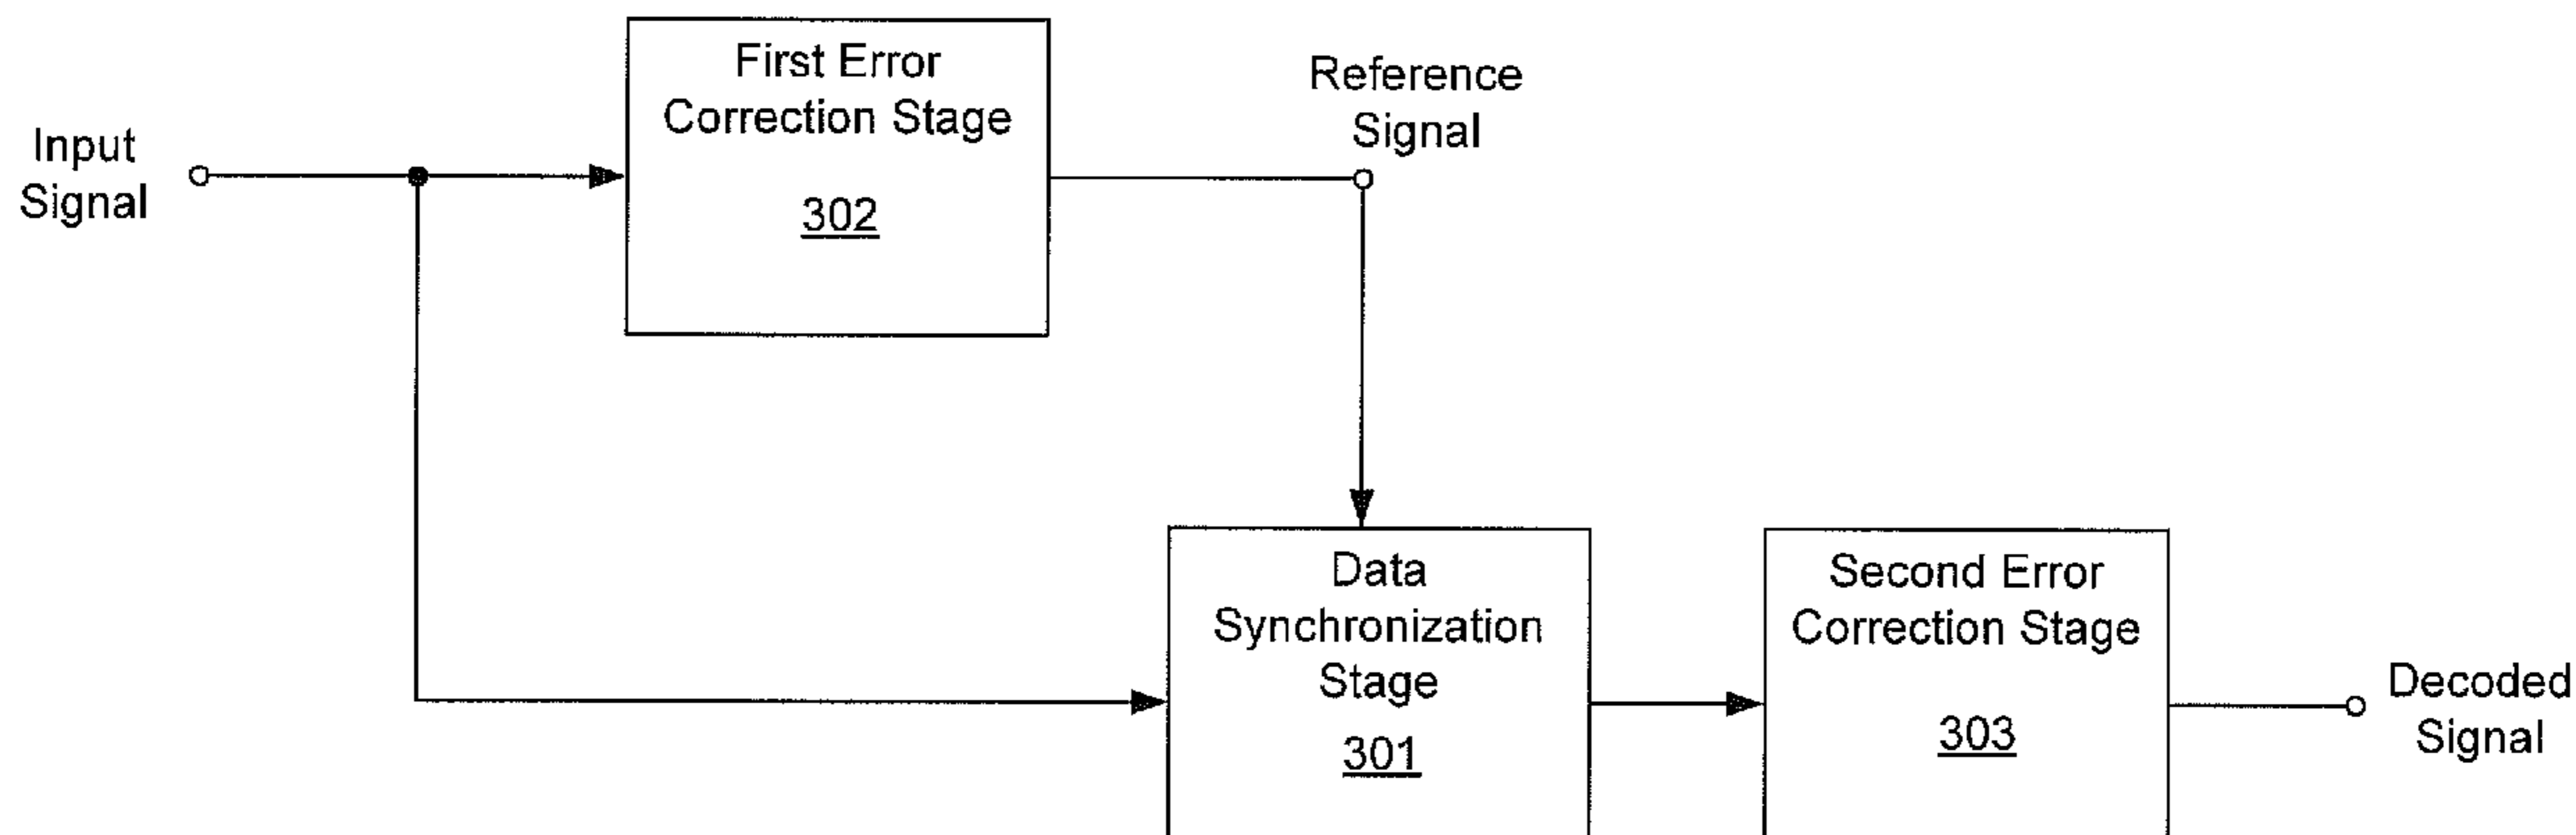 Input
Signal
First Error
Correction Stage
302
Reference
Signal
Data
Synchronization
Stage
301
Second Error
Correction Stage
303
Decoded
Signal